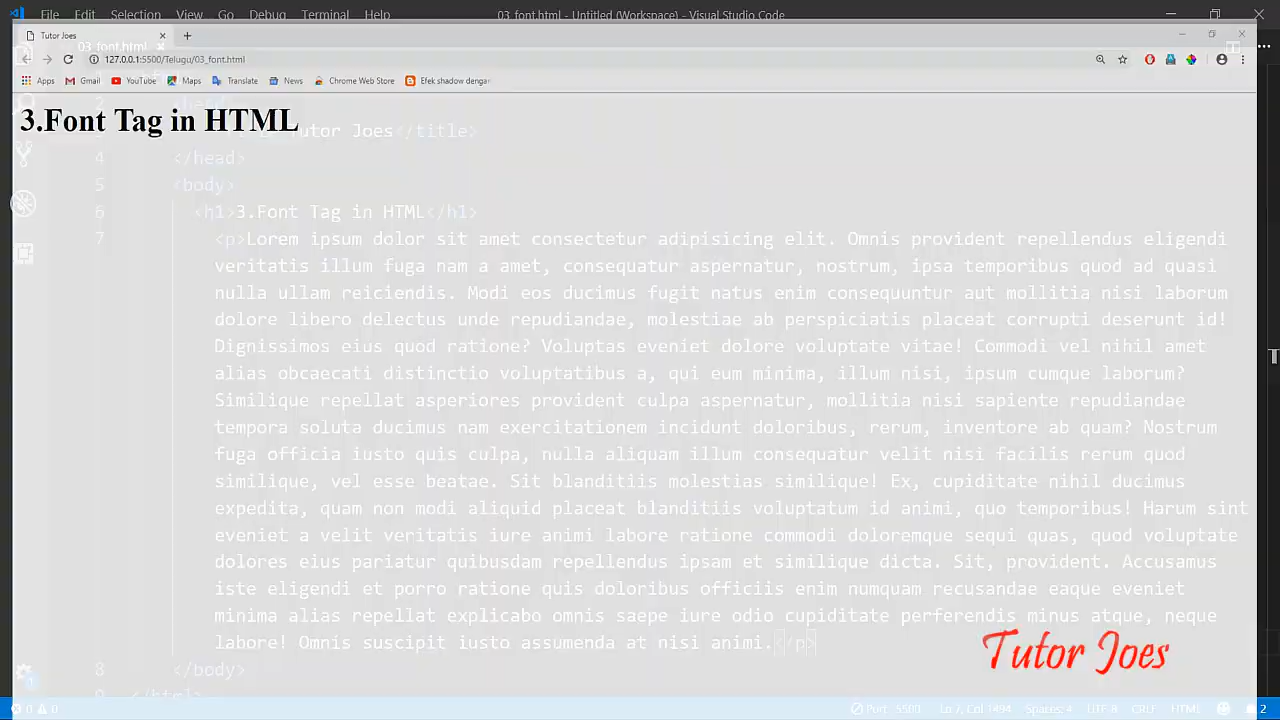 File Edit Selection View Go Debug Terminal Help 03_font.html - Untitled (Workspace) - Visual Studio Code
Tutor Joes
03_font.html
127.0.0.1:5500/Telugu/03_font.html
Apps Gmail YouTube Maps Translate News Chrome Web Store Efek shadow dengar
3.Font Tag in HTML
2 <head>
Tutor Joes</title>
4 </head>
5 <body>
6 <h1>3.Font Tag in HTML</h1>
7 <p>Lorem ipsum dolor sit amet consectetur adipisicing elit. Omnis provident repellendus eligendi
veritatis illum fuga nam a amet, consequatur aspernatur, nostrum, ipsa temporibus quod ad quasi
nulla ullam reiciendis. Modi eos ducimus fugit natus enim consequuntur aut mollitia nisi laborum
dolore libero delectus unde repudiandae, molestiae ab perspiciatis placeat corrupti deserunt id!
Dignissimos eius quod ratione? Voluptas eveniet dolore voluptate vitae! Commodi vel nihil amet
alias obcaecati distinctio voluptatibus a, qui eum minima, illum nisi, ipsum cumque laborum?
Similique repellat asperiores provident culpa aspernatur, mollitia nisi sapiente repudiandae
tempora soluta ducimus nam exercitationem incidunt doloribus, rerum, inventore ab quam? Nostrum
fuga officia iusto quis culpa, nulla aliquam illum consequatur velit nisi facilis rerum quod
similique, vel esse beatae. Sit blanditiis molestias similique! Ex, cupiditate nihil ducimus
expedita, quam non modi aliquid placeat blanditiis voluptatum id animi, quo temporibus! Harum sint
eveniet a velit veritatis iure animi labore ratione commodi doloremque sequi quas, quod voluptate
dolores eius pariatur quibusdam repellendus ipsam et similique dicta. Sit, provident. Accusamus
iste eligendi et porro ratione quis doloribus officiis enim numquam recusandae eaque eveniet
minima alias repellat explicabo omnis saepe iure odio cupiditate perferendis minus atque, neque
labore! Omnis suscipit iusto assumenda at nisi animi.</p>
Tutor Joes
8 </body>
9 </html>
0 0 Port : 5500 Ln 7, Col 1494 Spaces: 4 UTF-8 CRLF HTML 2